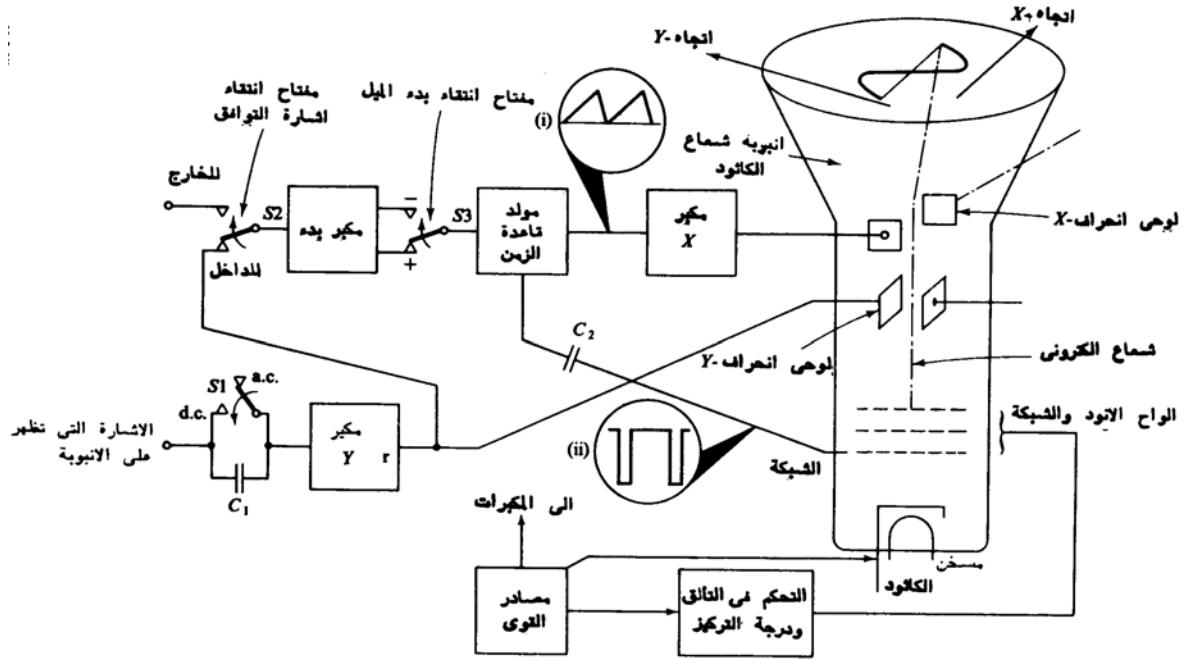 اتجاه +X
اتجاه -Y
مفتاح انتقاء
اشارة التوافق
مفتاح انتقاء بدء الميل
(i)
انبوبة شعاع
الكاثود
للخارج
S2
مكبر بدء
−
+
S3
مولد
قاعدة
الزمن
مكبر
X
لوحى انحراف-X
للداخل
C2
لوحى انحراف-Y
شعاع الكترونى
S1
a.c.
d.c.
الاشارة التى تظهر
على الانبوبة
C1
مكبر
Y
r
(ii)
الشبكة
الواح الانود والشبكة
الى المكبرات
مسخن
الكاثود
مصادر
القوى
التحكم فى التألق
ودرجة التركيز